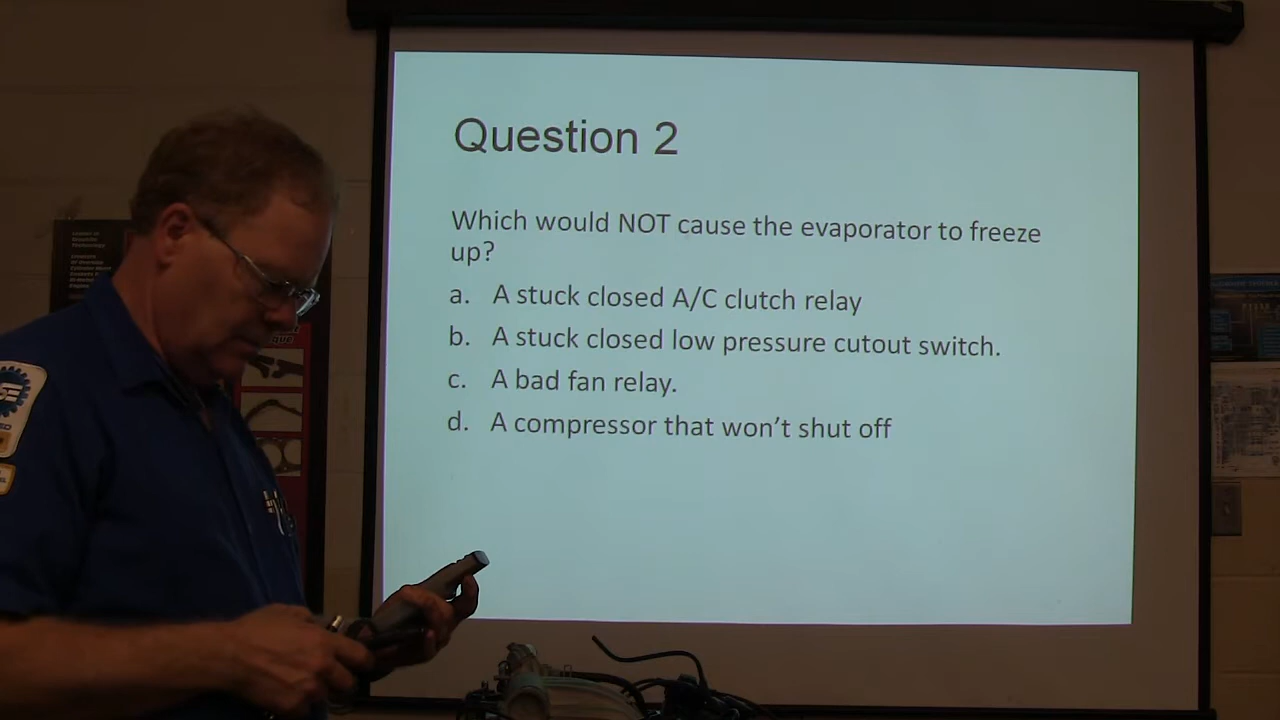 Question 2
Which would NOT cause the evaporator to freeze
up?
a. A stuck closed A/C clutch relay
b. A stuck closed low pressure cutout switch.
c. A bad fan relay.
d. A compressor that won't shut off